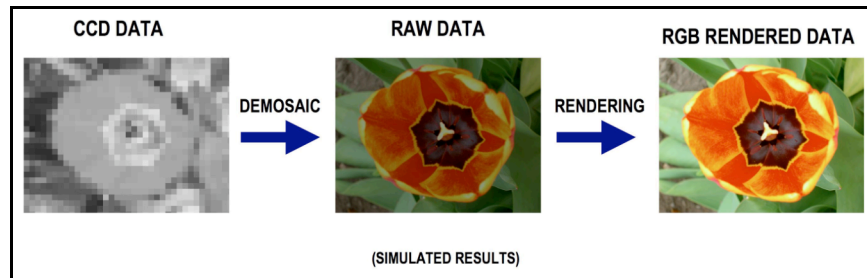 CCD DATA
RAW DATA
RGB RENDERED DATA
DEMOSAIC
RENDERING
(SIMULATED RESULTS)